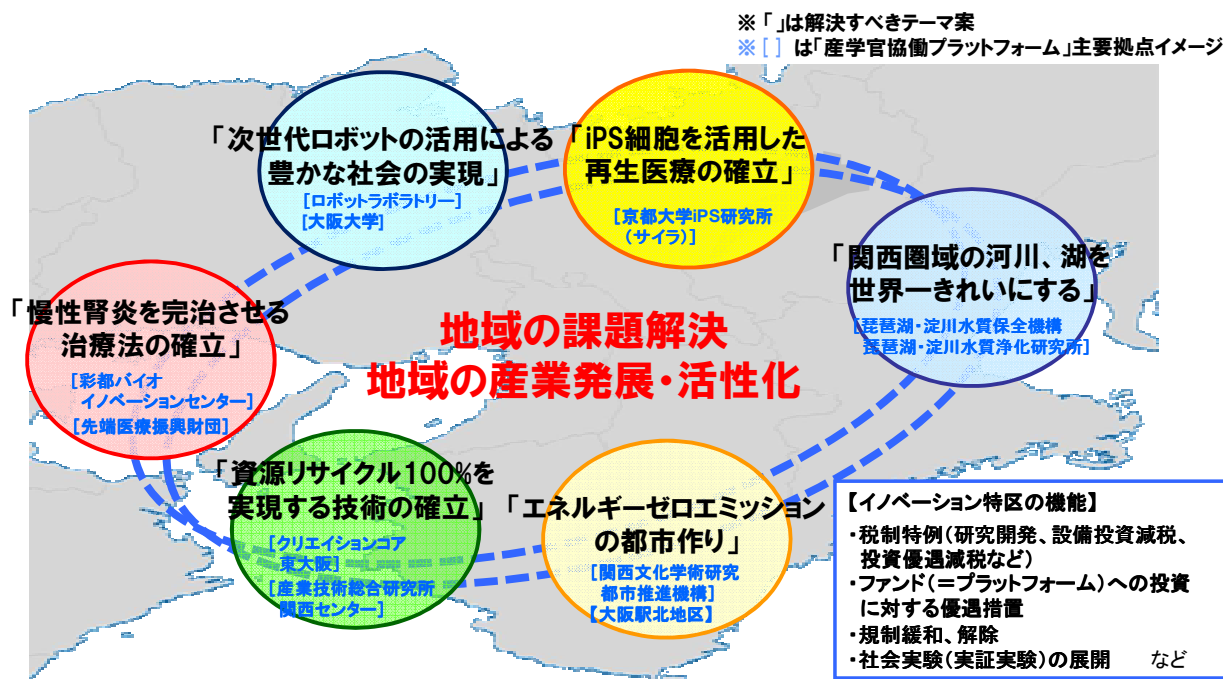 ※「 」は解決すべきテーマ案
※[ ] は「産学官協働プラットフォーム」主要拠点イメージ
「次世代ロボットの活用による
豊かな社会の実現」
[ロボットラボラトリー]
[大阪大学]
「iPS細胞を活用した
再生医療の確立」
[京都大学iPS研究所
(サイラ)]
「関西圏域の河川、湖を
世界一きれいにする」
[琵琶湖・淀川水質保全機構
琵琶湖・淀川水質浄化研究所]
「慢性腎炎を完治させる
治療法の確立」
[彩都バイオ
イノベーションセンター]
[先端医療振興財団]
地域の課題解決
地域の産業発展・活性化
「資源リサイクル100%を
実現する技術の確立」
[クリエイションコア
東大阪]
[産業技術総合研究所
関西センター]
「エネルギーゼロエミッション
の都市作り」
[関西文化学術研究
都市推進機構]
【大阪駅北地区】
【イノベーション特区の機能】
・税制特例(研究開発、設備投資減税、
投資優遇減税など)
・ファンド(=プラットフォーム)への投資
に対する優遇措置
・規制緩和、解除
・社会実験(実証実験)の展開 など